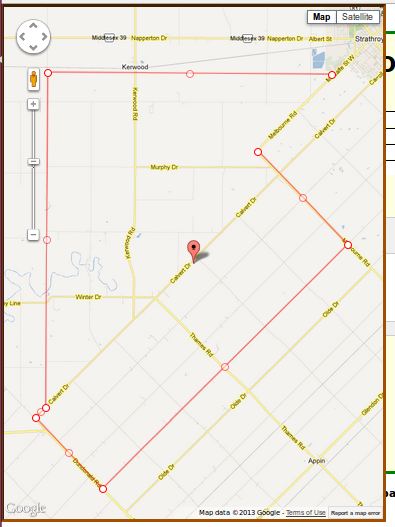 Map Satellite
Middlesex 39 Napperton Dr Middlesex 39 Napperton Dr Albert St Strathroy
Kerwood
Metcalfe St W
Calvert Dr
Melbourne Rd
Kerwood Rd
Murphy Dr
Calvert Dr
Kerwood Rd
Melbourne Rd
Calvert Dr
Winter Dr
Olde Dr
Thames Rd
Calvert Dr
Olde Dr
Glendon Dr
Thames Rd
Appin
Dundonald Rd
Olde Dr
Google
Map data ©2013 Google - Terms of Use Report a map error